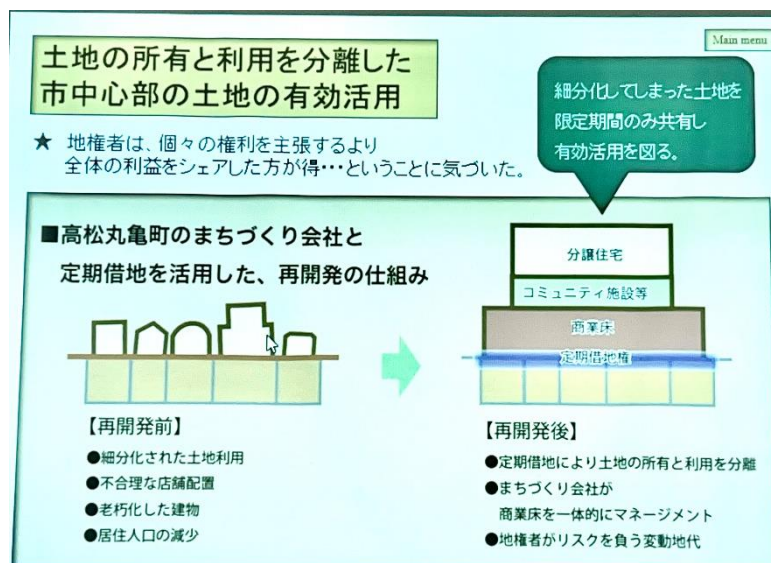 Main menu
土地の所有と利用を分離した
市中心部の土地の有効活用
細分化してしまった土地を
限定期間のみ共有し
有効活用を図る。
★ 地権者は、個々の権利を主張するより
全体の利益をシェアした方が得・・・ということに気づいた。
■高松丸亀町のまちづくり会社と
定期借地を活用した、再開発の仕組み
分譲住宅
コミュニティ施設等
商業床
定期借地権
【再開発前】
●細分化された土地利用
●不合理な店舗配置
●老朽化した建物
●居住人口の減少
【再開発後】
●定期借地により土地の所有と利用を分離
●まちづくり会社が
商業床を一体的にマネージメント
●地権者がリスクを負う変動地代